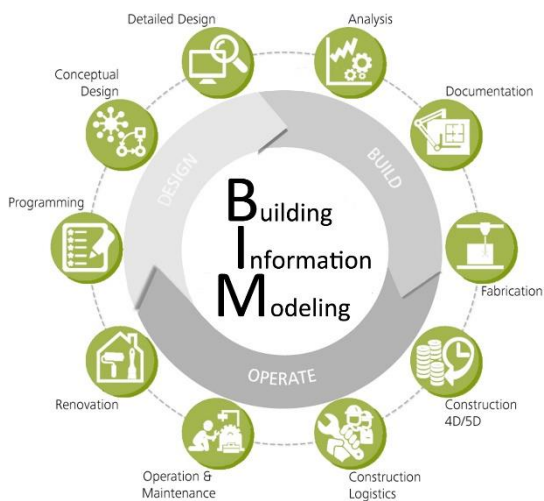 Detailed Design
Analysis
Conceptual
Design
Documentation
DESIGN
BUILD
Programming
Building
Information
Modeling
Fabrication
OPERATE
Renovation
Construction
4D/5D
Operation &
Maintenance
Construction
Logistics